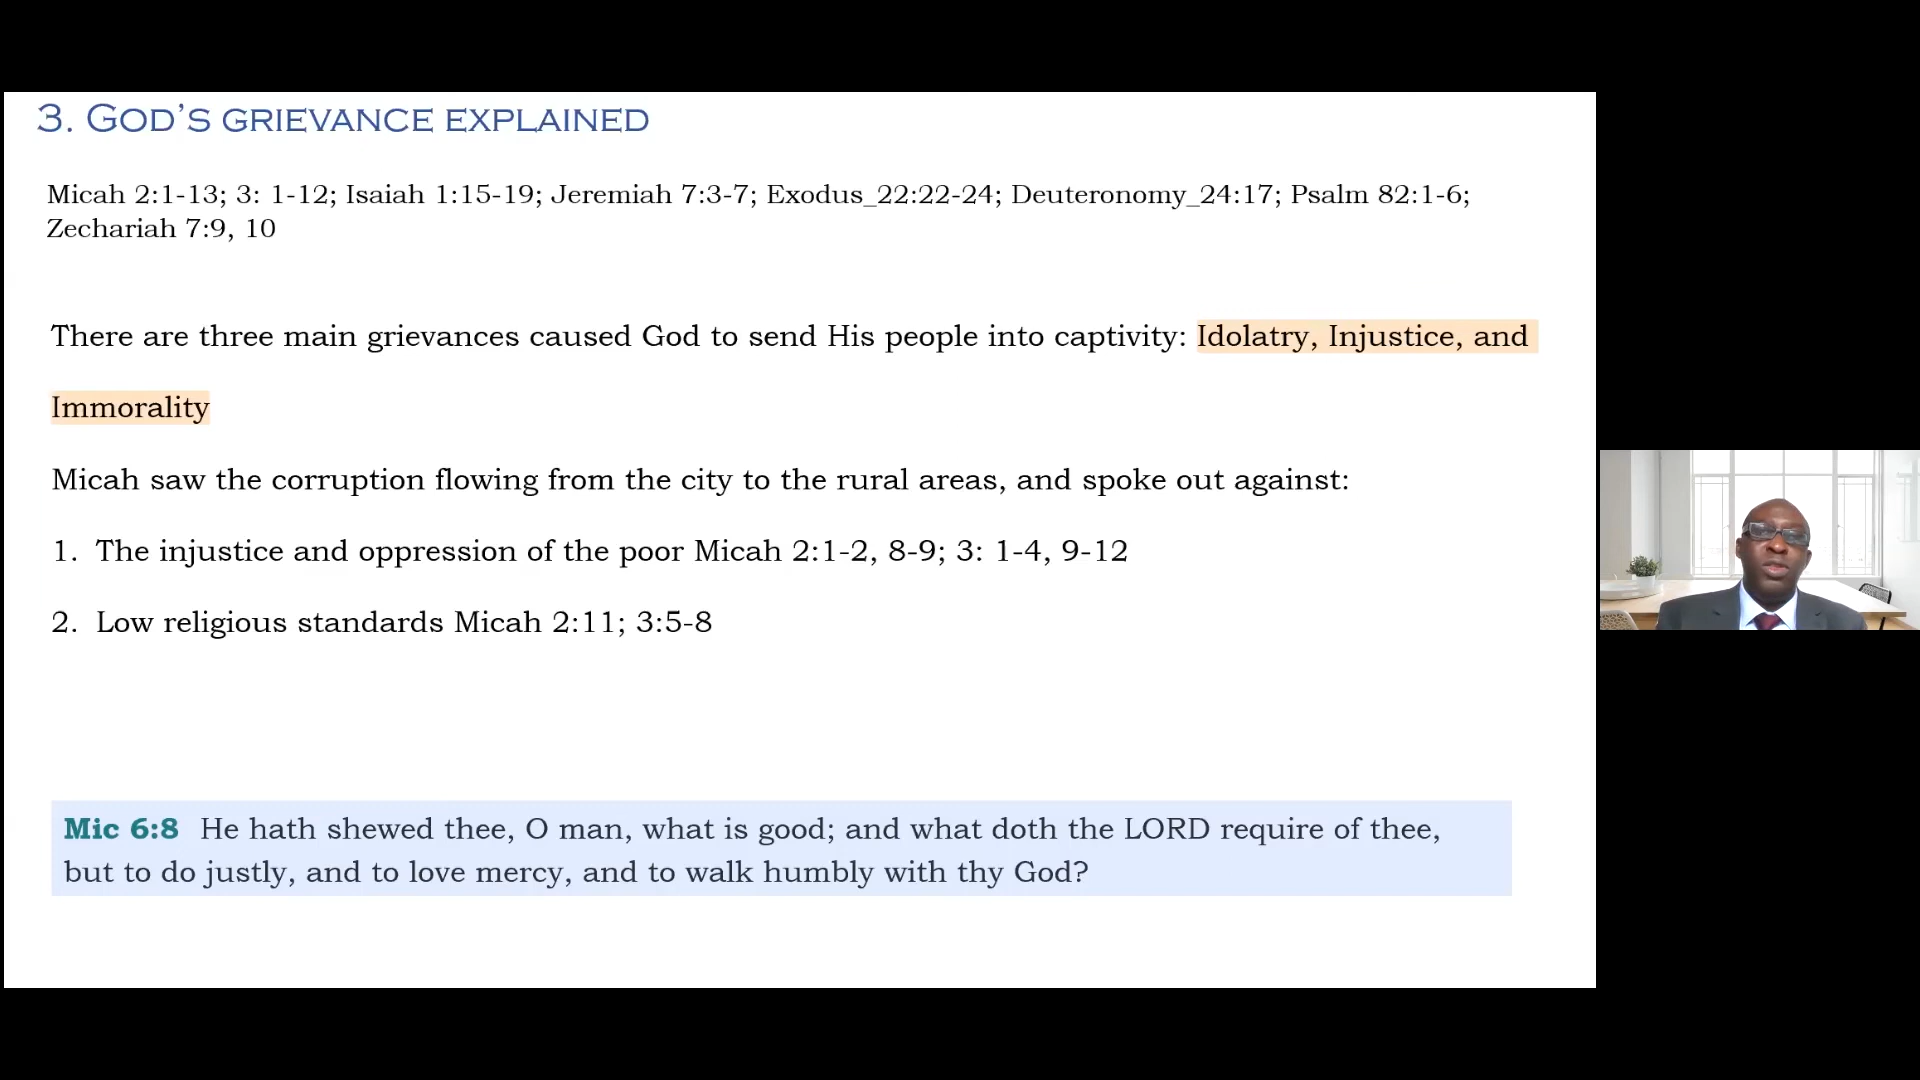 3. God's grievance explained
Micah 2:1-13; 3: 1-12; Isaiah 1:15-19; Jeremiah 7:3-7; Exodus_22:22-24; Deuteronomy_24:17; Psalm 82:1-6;
Zechariah 7:9, 10
There are three main grievances caused God to send His people into captivity: Idolatry, Injustice, and
Immorality
Micah saw the corruption flowing from the city to the rural areas, and spoke out against:
1. The injustice and oppression of the poor Micah 2:1-2, 8-9; 3: 1-4, 9-12
2. Low religious standards Micah 2:11; 3:5-8
Mic 6:8 He hath shewed thee, O man, what is good; and what doth the LORD require of thee,
but to do justly, and to love mercy, and to walk humbly with thy God?